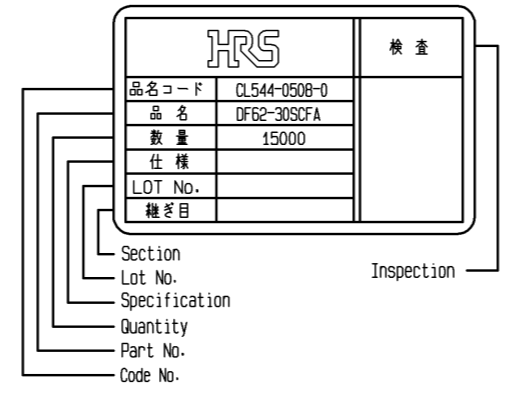 HRS 検 査
品名コード CL544-0508-0
品 名 DF62-30SCFA
数 量 15000
仕 様
LOT No.
継ぎ目
Section
Lot No.
Inspection
Specification
Quantity
Part No.
Code No.